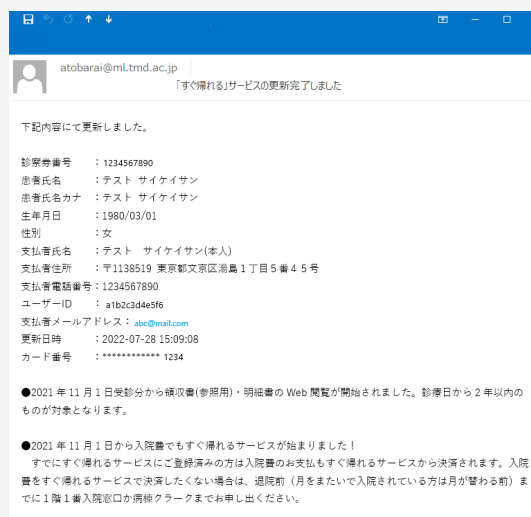 atobarai@ml.tmd.ac.jp
「すぐ帰れる」サービスの更新完了しました
下記内容にて更新しました。
診察券番号　：1234567890
患者氏名　：テスト サイケイサン
患者氏名カナ　：テスト サイケイサン
生年月日　：1980/03/01
性別　：女
支払者氏名　：テスト　サイケイサン(本人)
支払者住所　：〒1138519 東京都文京区湯島１丁目５番４５号
支払者電話番号：1234567890
ユーザーID　： a1b2c3d4e5f6
支払者メールアドレス： abc@mail.com
更新日時　：2022-07-28 15:09:08
カード番号　：************ 1234
●2021 年 11 月 1 日受診分から領収書(参照用)・明細書の Web 閲覧が開始されました。診療日から 2 年以内の
ものが対象となります。
●2021 年 11 月 1 日から入院費でもすぐ帰れるサービスが始まりました！
　すでにすぐ帰れるサービスにご登録済みの方は入院費のお支払もすぐ帰れるサービスから決済されます。入院
費をすぐ帰れるサービスで決済したくない場合は、退院前（月をまたいで入院されている方は月が替わる前）ま
でに１階１番入院窓口か病棟クラークまでお申し出ください。